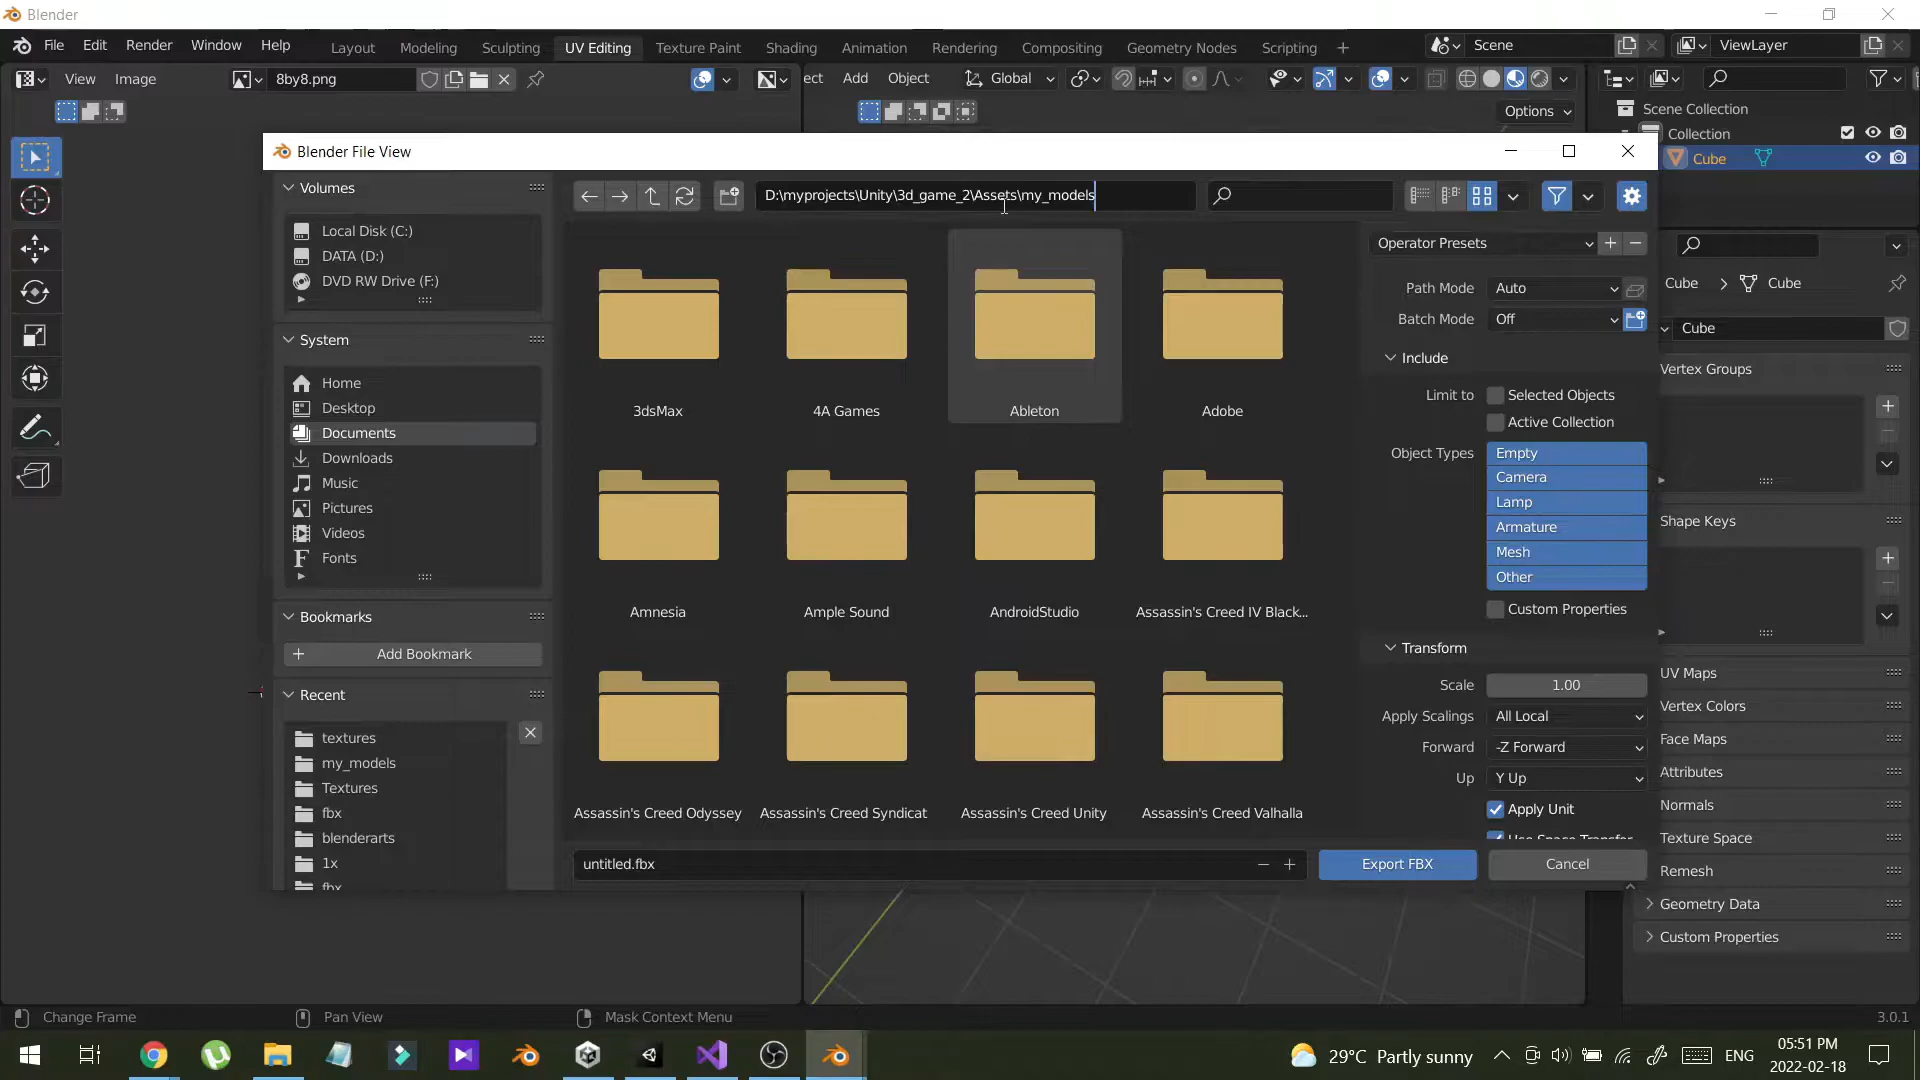 Blender
File Edit Render Window Help
Layout Modeling Sculpting UV Editing Texture Paint Shading Animation Rendering Compositing Geometry Nodes Scripting +
Scene
ViewLayer
View Image
8by8.png
ect Add Object
Global
Options
Scene Collection
Collection
Cube
Blender File View
Volumes
Local Disk (C:)
DATA (D:)
DVD RW Drive (F:)
System
Home
Desktop
Documents
Downloads
Music
Pictures
Videos
Fonts
Bookmarks
+ Add Bookmark
Recent
textures
my_models
Textures
fbx
blenderarts
1x
fbx
D:\myprojects\Unity\3d_game_2\Assets\my_models
3dsMax
4A Games
Ableton
Adobe
Amnesia
Ample Sound
AndroidStudio
Assassin's Creed IV Black...
Assassin's Creed Odyssey
Assassin's Creed Syndicat
Assassin's Creed Unity
Assassin's Creed Valhalla
untitled.fbx
Export FBX
Cancel
Operator Presets
Path Mode Auto
Batch Mode Off
Include
Limit to Selected Objects
Active Collection
Object Types Empty
Camera
Lamp
Armature
Mesh
Other
Custom Properties
Transform
Scale 1.00
Apply Scalings All Local
Forward -Z Forward
Up Y Up
Apply Unit
Use Space Transfor
Cube > Cube
Cube
Vertex Groups
Shape Keys
UV Maps
Vertex Colors
Face Maps
Attributes
Normals
Texture Space
Remesh
Geometry Data
Custom Properties
Change Frame
Pan View
Mask Context Menu
3.0.1
29°C Partly sunny
ENG
05:51 PM
2022-02-18